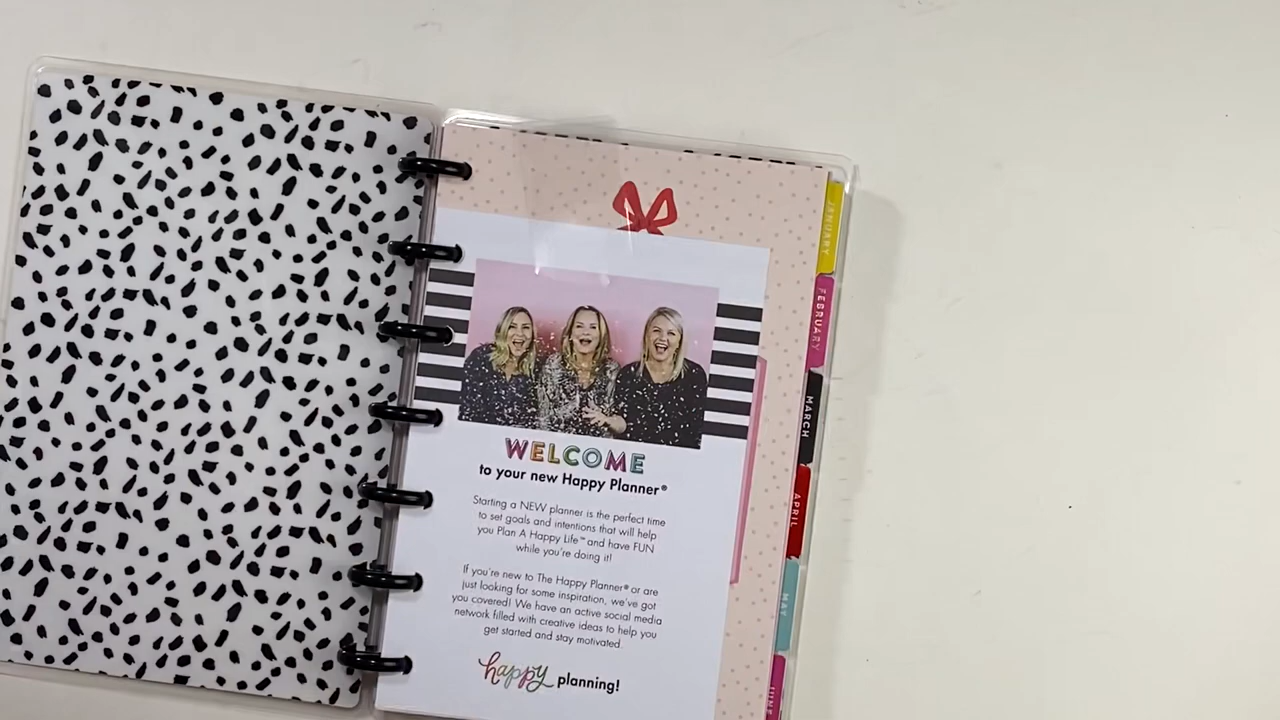 WELCOME
to your new Happy Planner®
Starting a NEW planner is the perfect time
to set goals and intentions that will help
you Plan A Happy Life™ and have FUN
while you're doing it!
If you're new to The Happy Planner® or are
just looking for some inspiration, we've got
you covered! We have an active social media
network filled with creative ideas to help you
get started and stay motivated.
happy planning!
JANUARY
FEBRUARY
MARCH
APRIL
MAY
JUNE